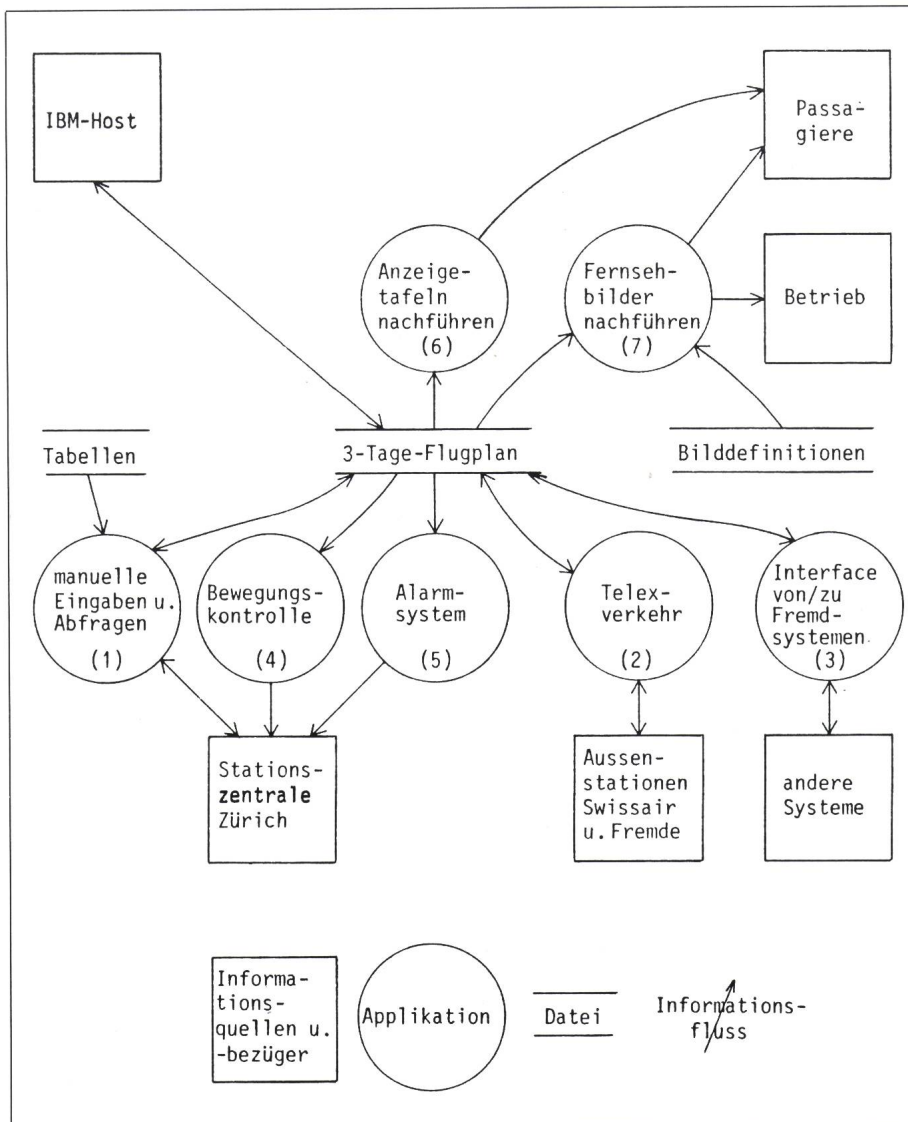 IBM-Host
Passa-
giere
Anzeige-
tafeln
nachführen
(6)
Fernseh-
bilder
nachführen
(7)
Betrieb
Tabellen
3-Tage-Flugplan
Bilddefinitionen
manuelle
Eingaben u.
Abfragen
(1)
Bewegungs-
kontrolle
(4)
Alarm-
system
(5)
Telex-
verkehr
(2)
Interface
von/zu
Fremd-
systemen
(3)
Stations-
zentrale
Zürich
Aussen-
stationen
Swissair
u. Fremde
andere
Systeme
Informa-
tions-
quellen u.
-bezüger
Applikation
Datei
Informations-
fluss